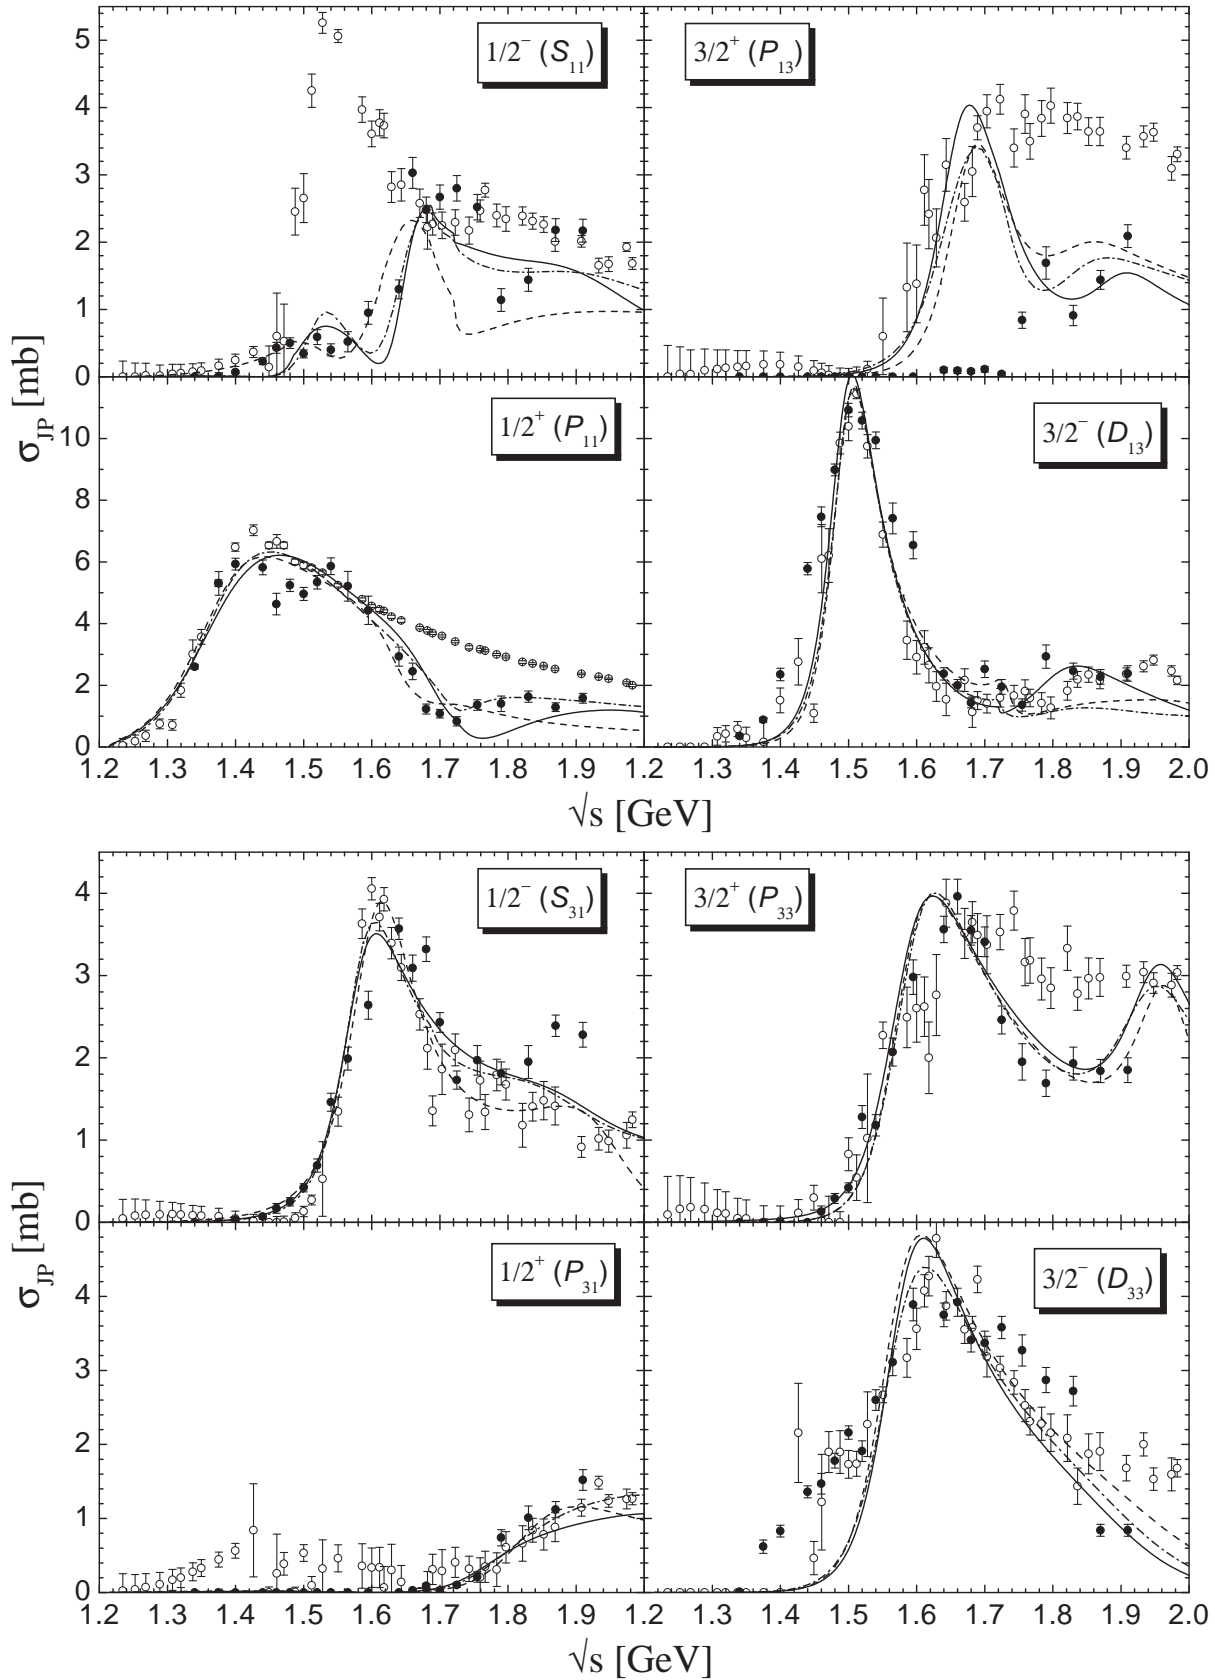 1/2⁻ (S₁₁)
3/2⁺ (P₁₃)
5
4
3
2
1
0
σ_JP [mb]
1/2⁺ (P₁₁)
3/2⁻ (D₁₃)
10
8
6
4
2
0
1.2 1.3 1.4 1.5 1.6 1.7 1.8 1.9 1.2 1.3 1.4 1.5 1.6 1.7 1.8 1.9 2.0
√s [GeV] √s [GeV]
1/2⁻ (S₃₁)
3/2⁺ (P₃₃)
4
3
2
1
0
σ_JP [mb]
1/2⁺ (P₃₁)
3/2⁻ (D₃₃)
4
3
2
1
0
1.2 1.3 1.4 1.5 1.6 1.7 1.8 1.9 1.2 1.3 1.4 1.5 1.6 1.7 1.8 1.9 2.0
√s [GeV] √s [GeV]